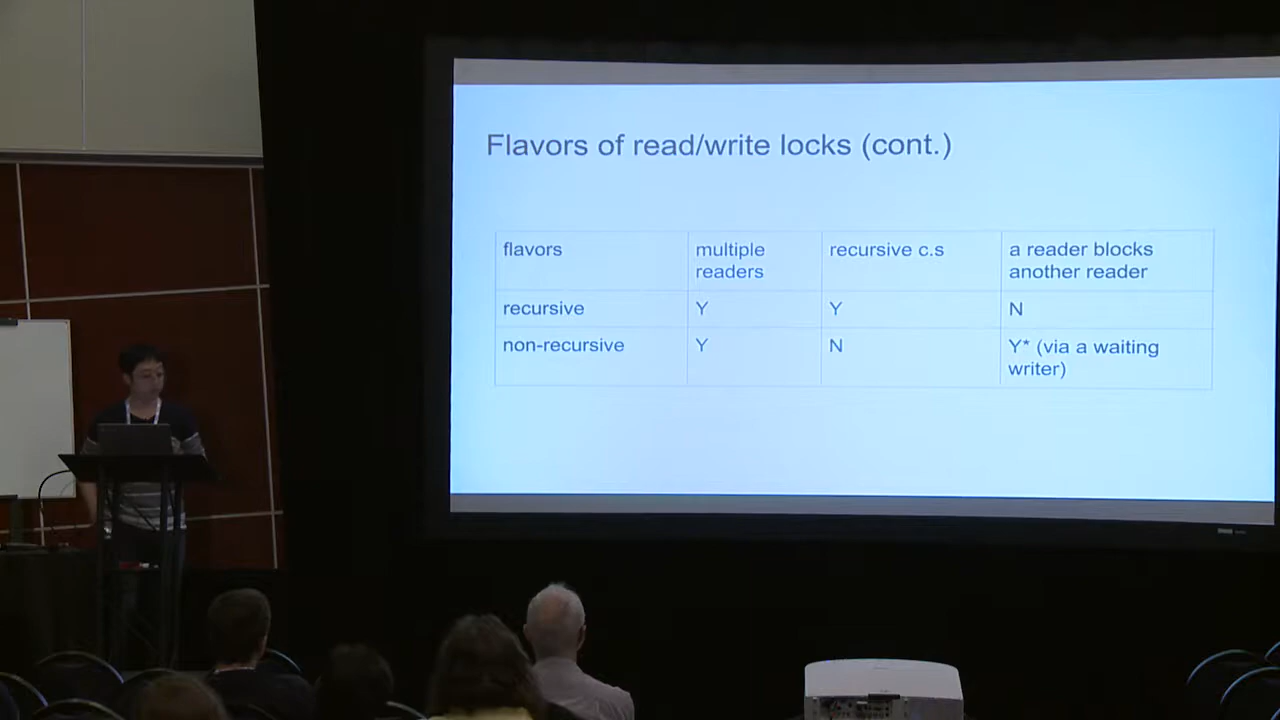 Flavors of read/write locks (cont.)
flavors
multiple
readers
recursive c.s
a reader blocks
another reader
recursive
Y
Y
N
non-recursive
Y
N
Y* (via a waiting
writer)